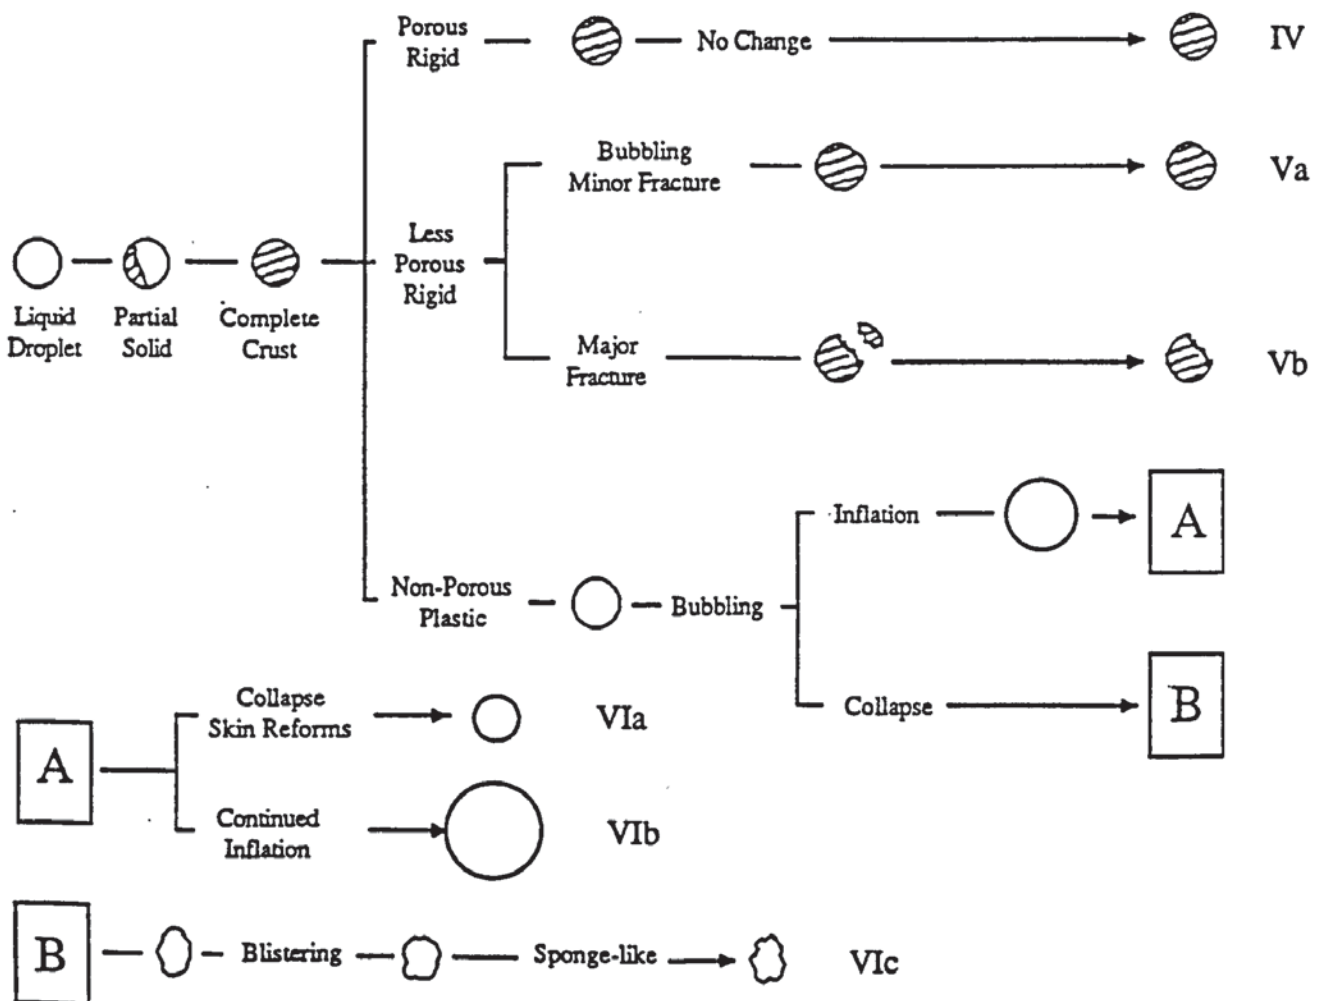 Porous
Rigid
No Change
IV
Bubbling
Minor Fracture
Va
Less
Porous
Rigid
Liquid
Droplet
Partial
Solid
Complete
Crust
Major
Fracture
Vb
Inflation
A
Non-Porous
Plastic
Bubbling
Collapse
B
A
Collapse
Skin Reforms
VIa
Continued
Inflation
VIb
B
Blistering
Sponge-like
VIc